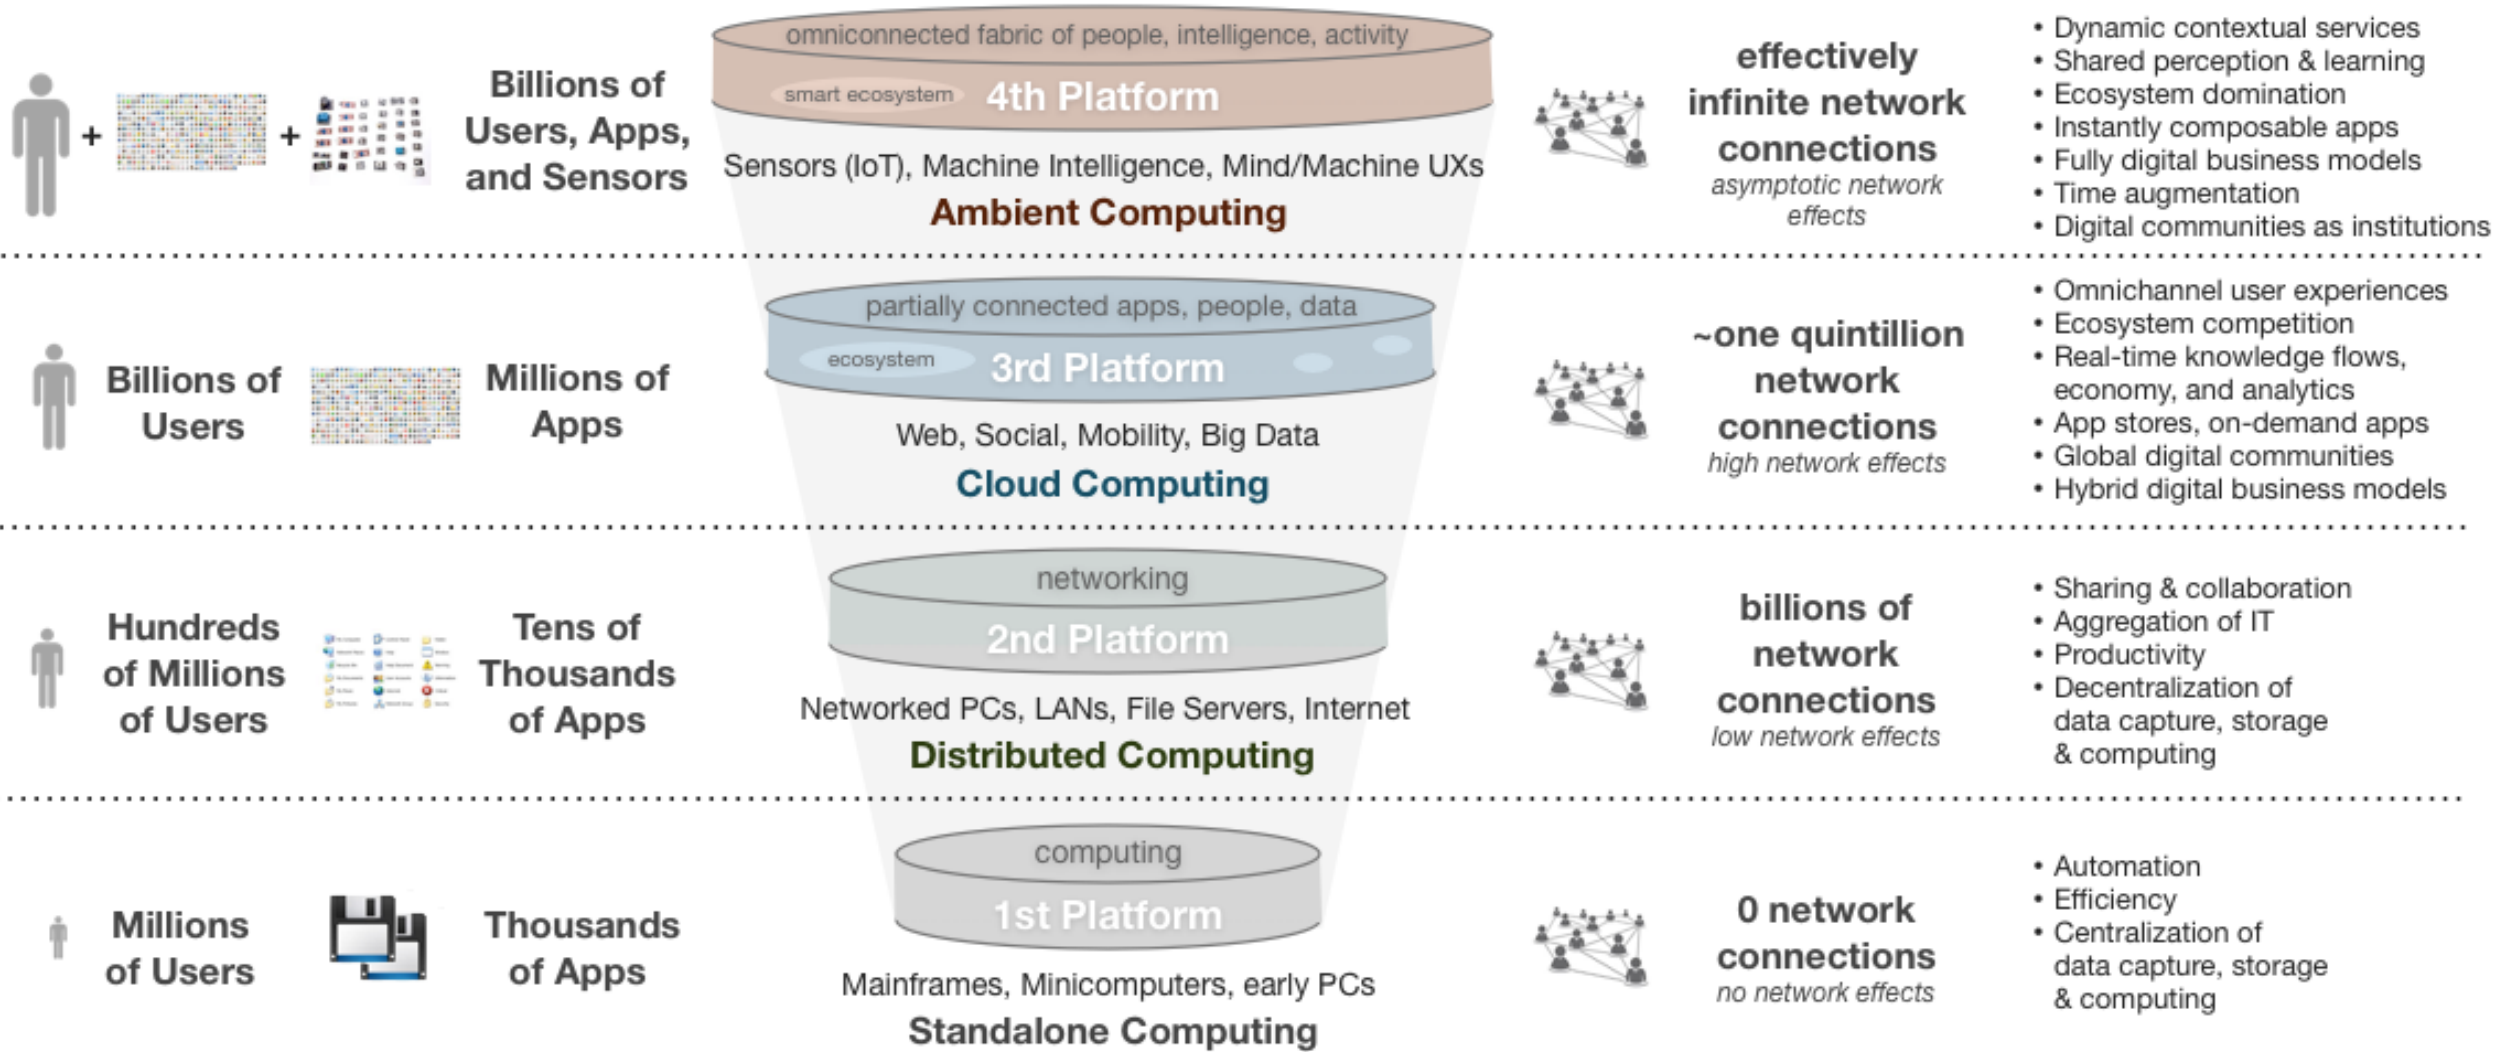 +
+
Billions of
Users, Apps,
and Sensors
omniconnected fabric of people, intelligence, activity
smart ecosystem
4th Platform
Sensors (IoT), Machine Intelligence, Mind/Machine UXs
Ambient Computing
effectively
infinite network
connections
asymptotic network
effects
• Dynamic contextual services
• Shared perception & learning
• Ecosystem domination
• Instantly composable apps
• Fully digital business models
• Time augmentation
• Digital communities as institutions
Billions of
Users
Millions of
Apps
partially connected apps, people, data
ecosystem
3rd Platform
Web, Social, Mobility, Big Data
Cloud Computing
~one quintillion
network
connections
high network effects
• Omnichannel user experiences
• Ecosystem competition
• Real-time knowledge flows,
economy, and analytics
• App stores, on-demand apps
• Global digital communities
• Hybrid digital business models
Hundreds
of Millions
of Users
Tens of
Thousands
of Apps
networking
2nd Platform
Networked PCs, LANs, File Servers, Internet
Distributed Computing
billions of
network
connections
low network effects
• Sharing & collaboration
• Aggregation of IT
• Productivity
• Decentralization of
data capture, storage
& computing
Millions
of Users
Thousands
of Apps
computing
1st Platform
Mainframes, Minicomputers, early PCs
Standalone Computing
0 network
connections
no network effects
• Automation
• Efficiency
• Centralization of
data capture, storage
& computing